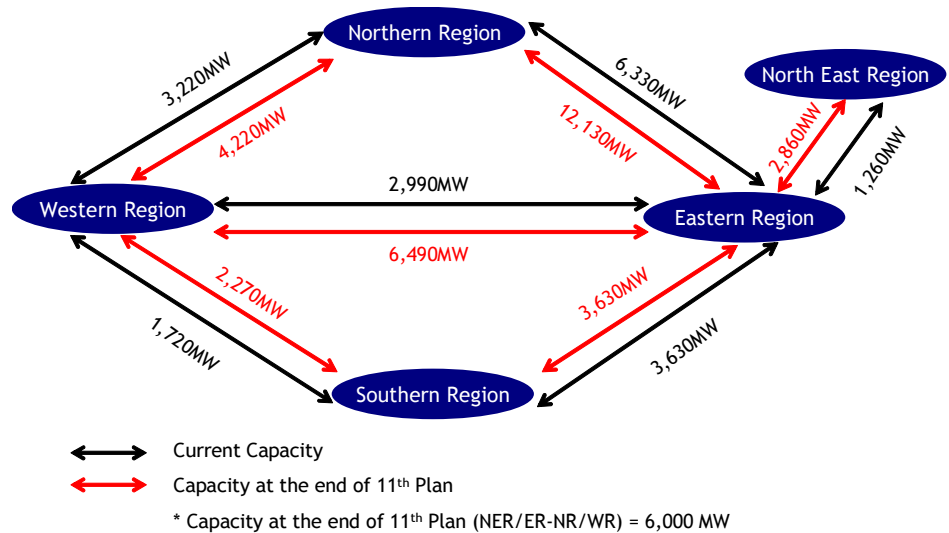 Northern Region
North East Region
3,220MW
6,330MW
4,220MW
12,130MW
2,860MW
1,260MW
2,990MW
Western Region
Eastern Region
6,490MW
2,270MW
3,630MW
1,720MW
3,630MW
Southern Region
Current Capacity
Capacity at the end of 11th Plan
* Capacity at the end of 11th Plan (NER/ER-NR/WR) = 6,000 MW